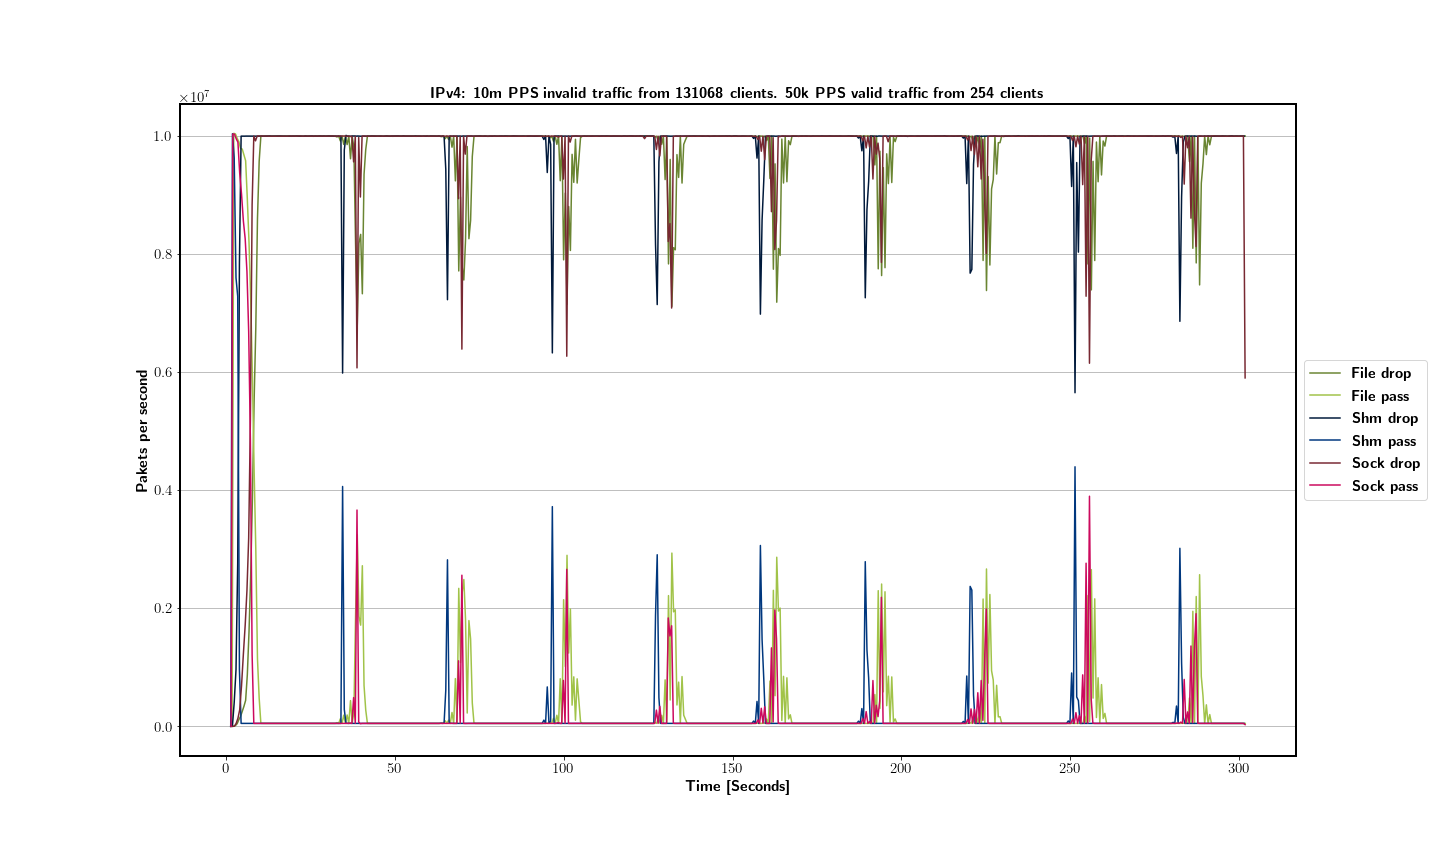 IPv4: 10m PPS invalid traffic from 131068 clients. 50k PPS valid traffic from 254 clients
×10⁷
1.0
0.8
0.6
0.4
0.2
0.0
Pakets per second
0 50 100 150 200 250 300
Time [Seconds]
File drop
File pass
Shm drop
Shm pass
Sock drop
Sock pass